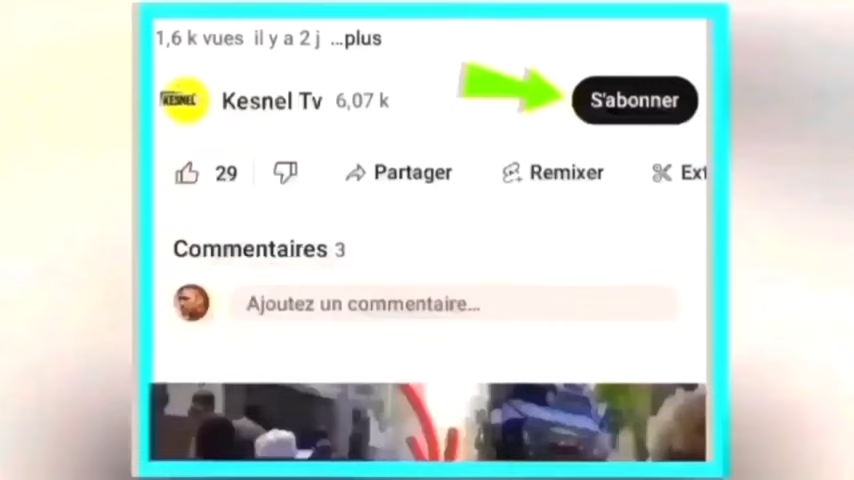 1,6 k vues il y a 2 j ...plus
KESNEL
Kesnel Tv 6,07 k
S'abonner
29 Partager Remixer Ext
Commentaires 3
Ajoutez un commentaire...